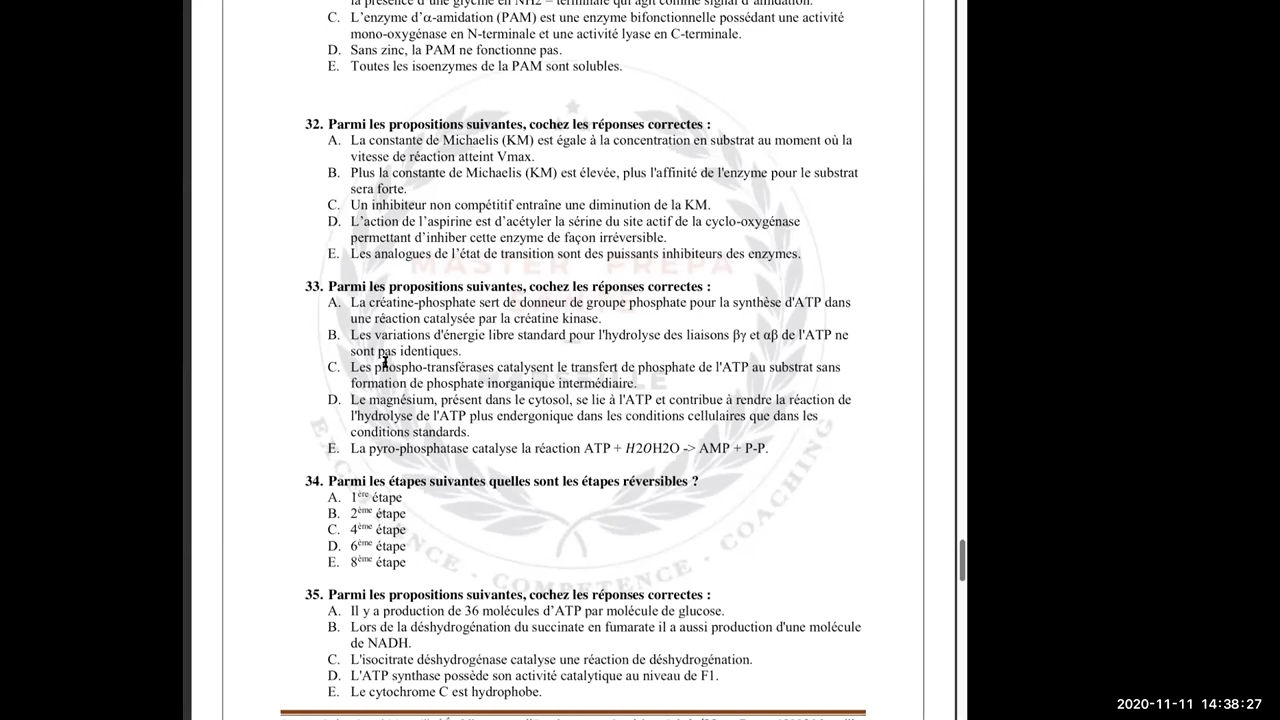 C. L'enzyme d'α-amidation (PAM) est une enzyme bifonctionnelle possédant une activité
mono-oxygénase en N-terminale et une activité lyase en C-terminale.
D. Sans zinc, la PAM ne fonctionne pas.
E. Toutes les isoenzymes de la PAM sont solubles.
32. Parmi les propositions suivantes, cochez les réponses correctes :
A. La constante de Michaelis (KM) est égale à la concentration en substrat au moment où la
vitesse de réaction atteint Vmax.
B. Plus la constante de Michaelis (KM) est élevée, plus l'affinité de l'enzyme pour le substrat
sera forte.
C. Un inhibiteur non compétitif entraîne une diminution de la KM.
D. L'action de l'aspirine est d'acétyler la sérine du site actif de la cyclo-oxygénase
permettant d'inhiber cette enzyme de façon irréversible.
E. Les analogues de l'état de transition sont des puissants inhibiteurs des enzymes.
MASTER PREPA
33. Parmi les propositions suivantes, cochez les réponses correctes :
A. La créatine-phosphate sert de donneur de groupe phosphate pour la synthèse d'ATP dans
une réaction catalysée par la créatine kinase.
B. Les variations d'énergie libre standard pour l'hydrolyse des liaisons βγ et αβ de l'ATP ne
sont pas identiques.
C. Les phospho-transférases catalysent le transfert de phosphate de l'ATP au substrat sans
formation de phosphate inorganique intermédiaire.
D. Le magnésium, présent dans le cytosol, se lie à l'ATP et contribue à rendre la réaction de
l'hydrolyse de l'ATP plus endergonique dans les conditions cellulaires que dans les
conditions standards.
E. La pyro-phosphatase catalyse la réaction ATP + H2OH2O -> AMP + P-P.
34. Parmi les étapes suivantes quelles sont les étapes réversibles ?
A. 1ère étape
B. 2ème étape
C. 4ème étape
D. 6ème étape
E. 8ème étape
COMPETENCE · COACHING
35. Parmi les propositions suivantes, cochez les réponses correctes :
A. Il y a production de 36 molécules d'ATP par molécule de glucose.
B. Lors de la déshydrogénation du succinate en fumarate il a aussi production d'une molécule
de NADH.
C. L'isocitrate déshydrogénase catalyse une réaction de déshydrogénation.
D. L'ATP synthase possède son activité catalytique au niveau de F1.
E. Le cytochrome C est hydrophobe.
2020-11-11 14:38:27